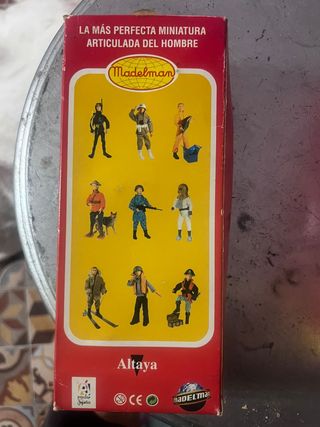 LA MÁS PERFECTA MINIATURA
ARTICULADA DEL HOMBRE
Madelman
Altaya
CE
MADELMAN